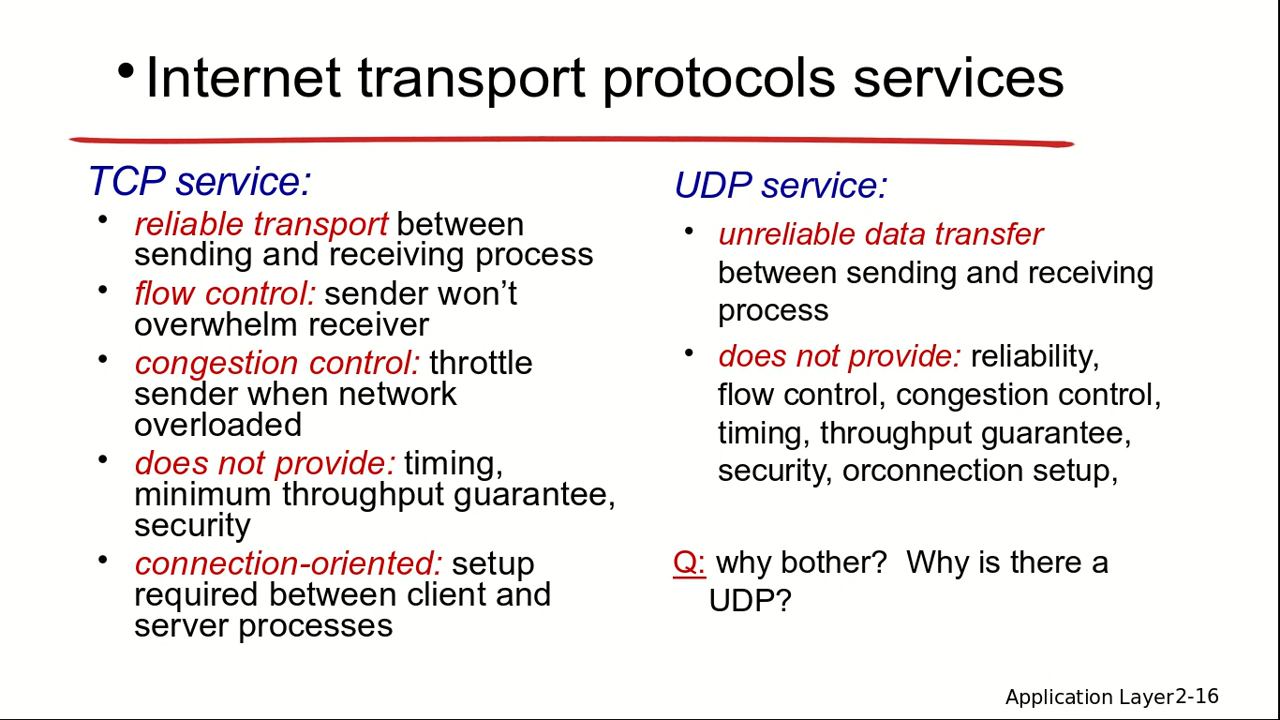 • Internet transport protocols services
TCP service:
• reliable transport between
sending and receiving process
• flow control: sender won’t
overwhelm receiver
• congestion control: throttle
sender when network
overloaded
• does not provide: timing,
minimum throughput guarantee,
security
• connection-oriented: setup
required between client and
server processes
UDP service:
• unreliable data transfer
between sending and receiving
process
• does not provide: reliability,
flow control, congestion control,
timing, throughput guarantee,
security, orconnection setup,
Q: why bother? Why is there a
UDP?
Application Layer 2-16